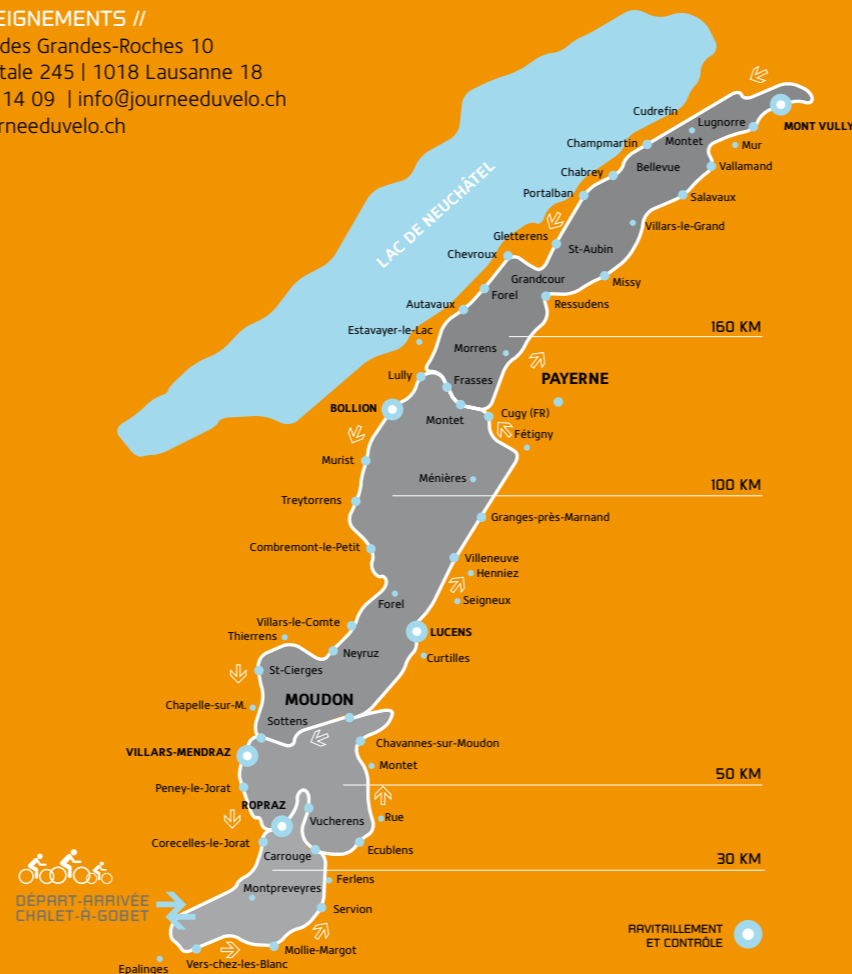 EIGNEMENTS //
des Grandes-Roches 10
tale 245 | 1018 Lausanne 18
14 09 | info@journeeduvelo.ch
rneeduvelo.ch
LAC DE NEUCHÂTEL
Cudrefin
Lugnorre
MONT VULLY
Montet
Mur
Champmartin
Bellevue
Vallamand
Chabrey
Portalban
Salavaux
Villars-le-Grand
Gletterens
St-Aubin
Chevroux
Grandcour
Missy
Forel
Ressudens
Autavaux
160 KM
Estavayer-le-Lac
Morrens
Lully
Frasses
PAYERNE
BOLLION
Montet
Cugy (FR)
Fétigny
Murist
Ménières
100 KM
Treytorrens
Granges-près-Marnand
Combremont-le-Petit
Villeneuve
Henniez
Forel
Seigneux
Villars-le-Comte
LUCENS
Thierrens
Neyruz
Curtilles
St-Cierges
MOUDON
Chapelle-sur-M.
Sottens
Chavannes-sur-Moudon
VILLARS-MENDRAZ
Montet
50 KM
Peney-le-Jorat
ROPRAZ
Vucherens
Rue
Corecelles-le-Jorat
Carrouge
Ecublens
30 KM
Ferlens
Montpreveyres
DÉPART-ARRIVÉE
CHALET-À-GOBET
Servion
RAVITAILLEMENT
ET CONTRÔLE
Mollie-Margot
Vers-chez-les-Blanc
Epalinges